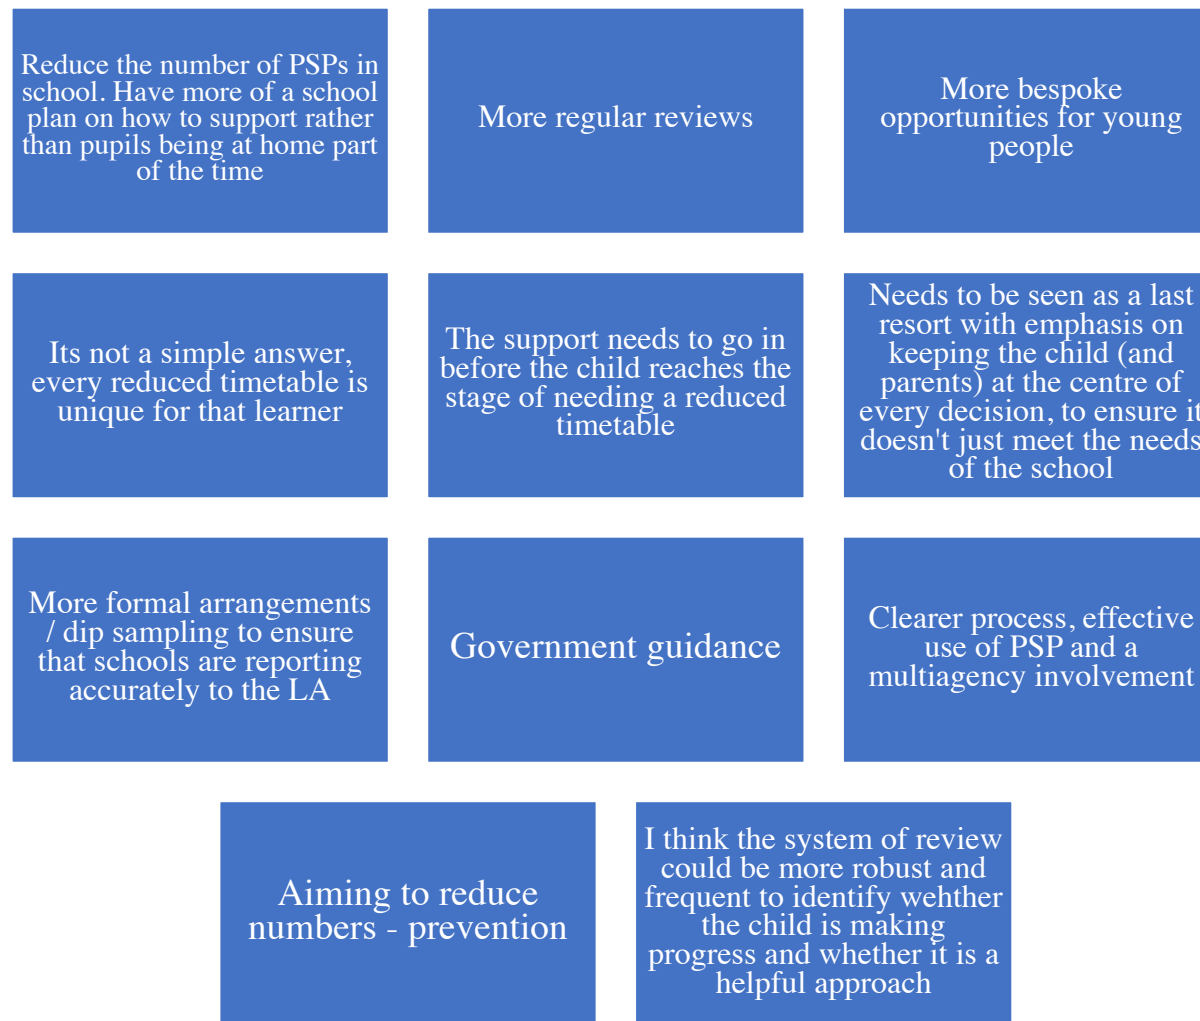 Reduce the number of PSPs in
school. Have more of a school
plan on how to support rather
than pupils being at home part
of the time
More regular reviews
More bespoke
opportunities for young
people
Its not a simple answer,
every reduced timetable is
unique for that learner
The support needs to go in
before the child reaches the
stage of needing a reduced
timetable
Needs to be seen as a last
resort with emphasis on
keeping the child (and
parents) at the centre of
every decision, to ensure it
doesn't just meet the needs
of the school
More formal arrangements
/ dip sampling to ensure
that schools are reporting
accurately to the LA
Government guidance
Clearer process, effective
use of PSP and a
multiagency involvement
Aiming to reduce
numbers - prevention
I think the system of review
could be more robust and
frequent to identify wehther
the child is making
progress and whether it is a
helpful approach